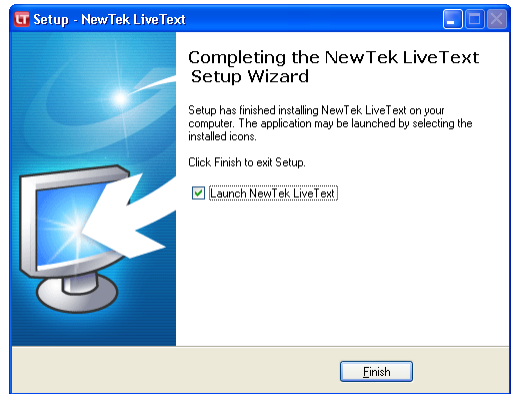 LT Setup - NewTek LiveText
Completing the NewTek LiveText
Setup Wizard
Setup has finished installing NewTek LiveText on your
computer. The application may be launched by selecting the
installed icons.
Click Finish to exit Setup.
Launch NewTek LiveText
Finish